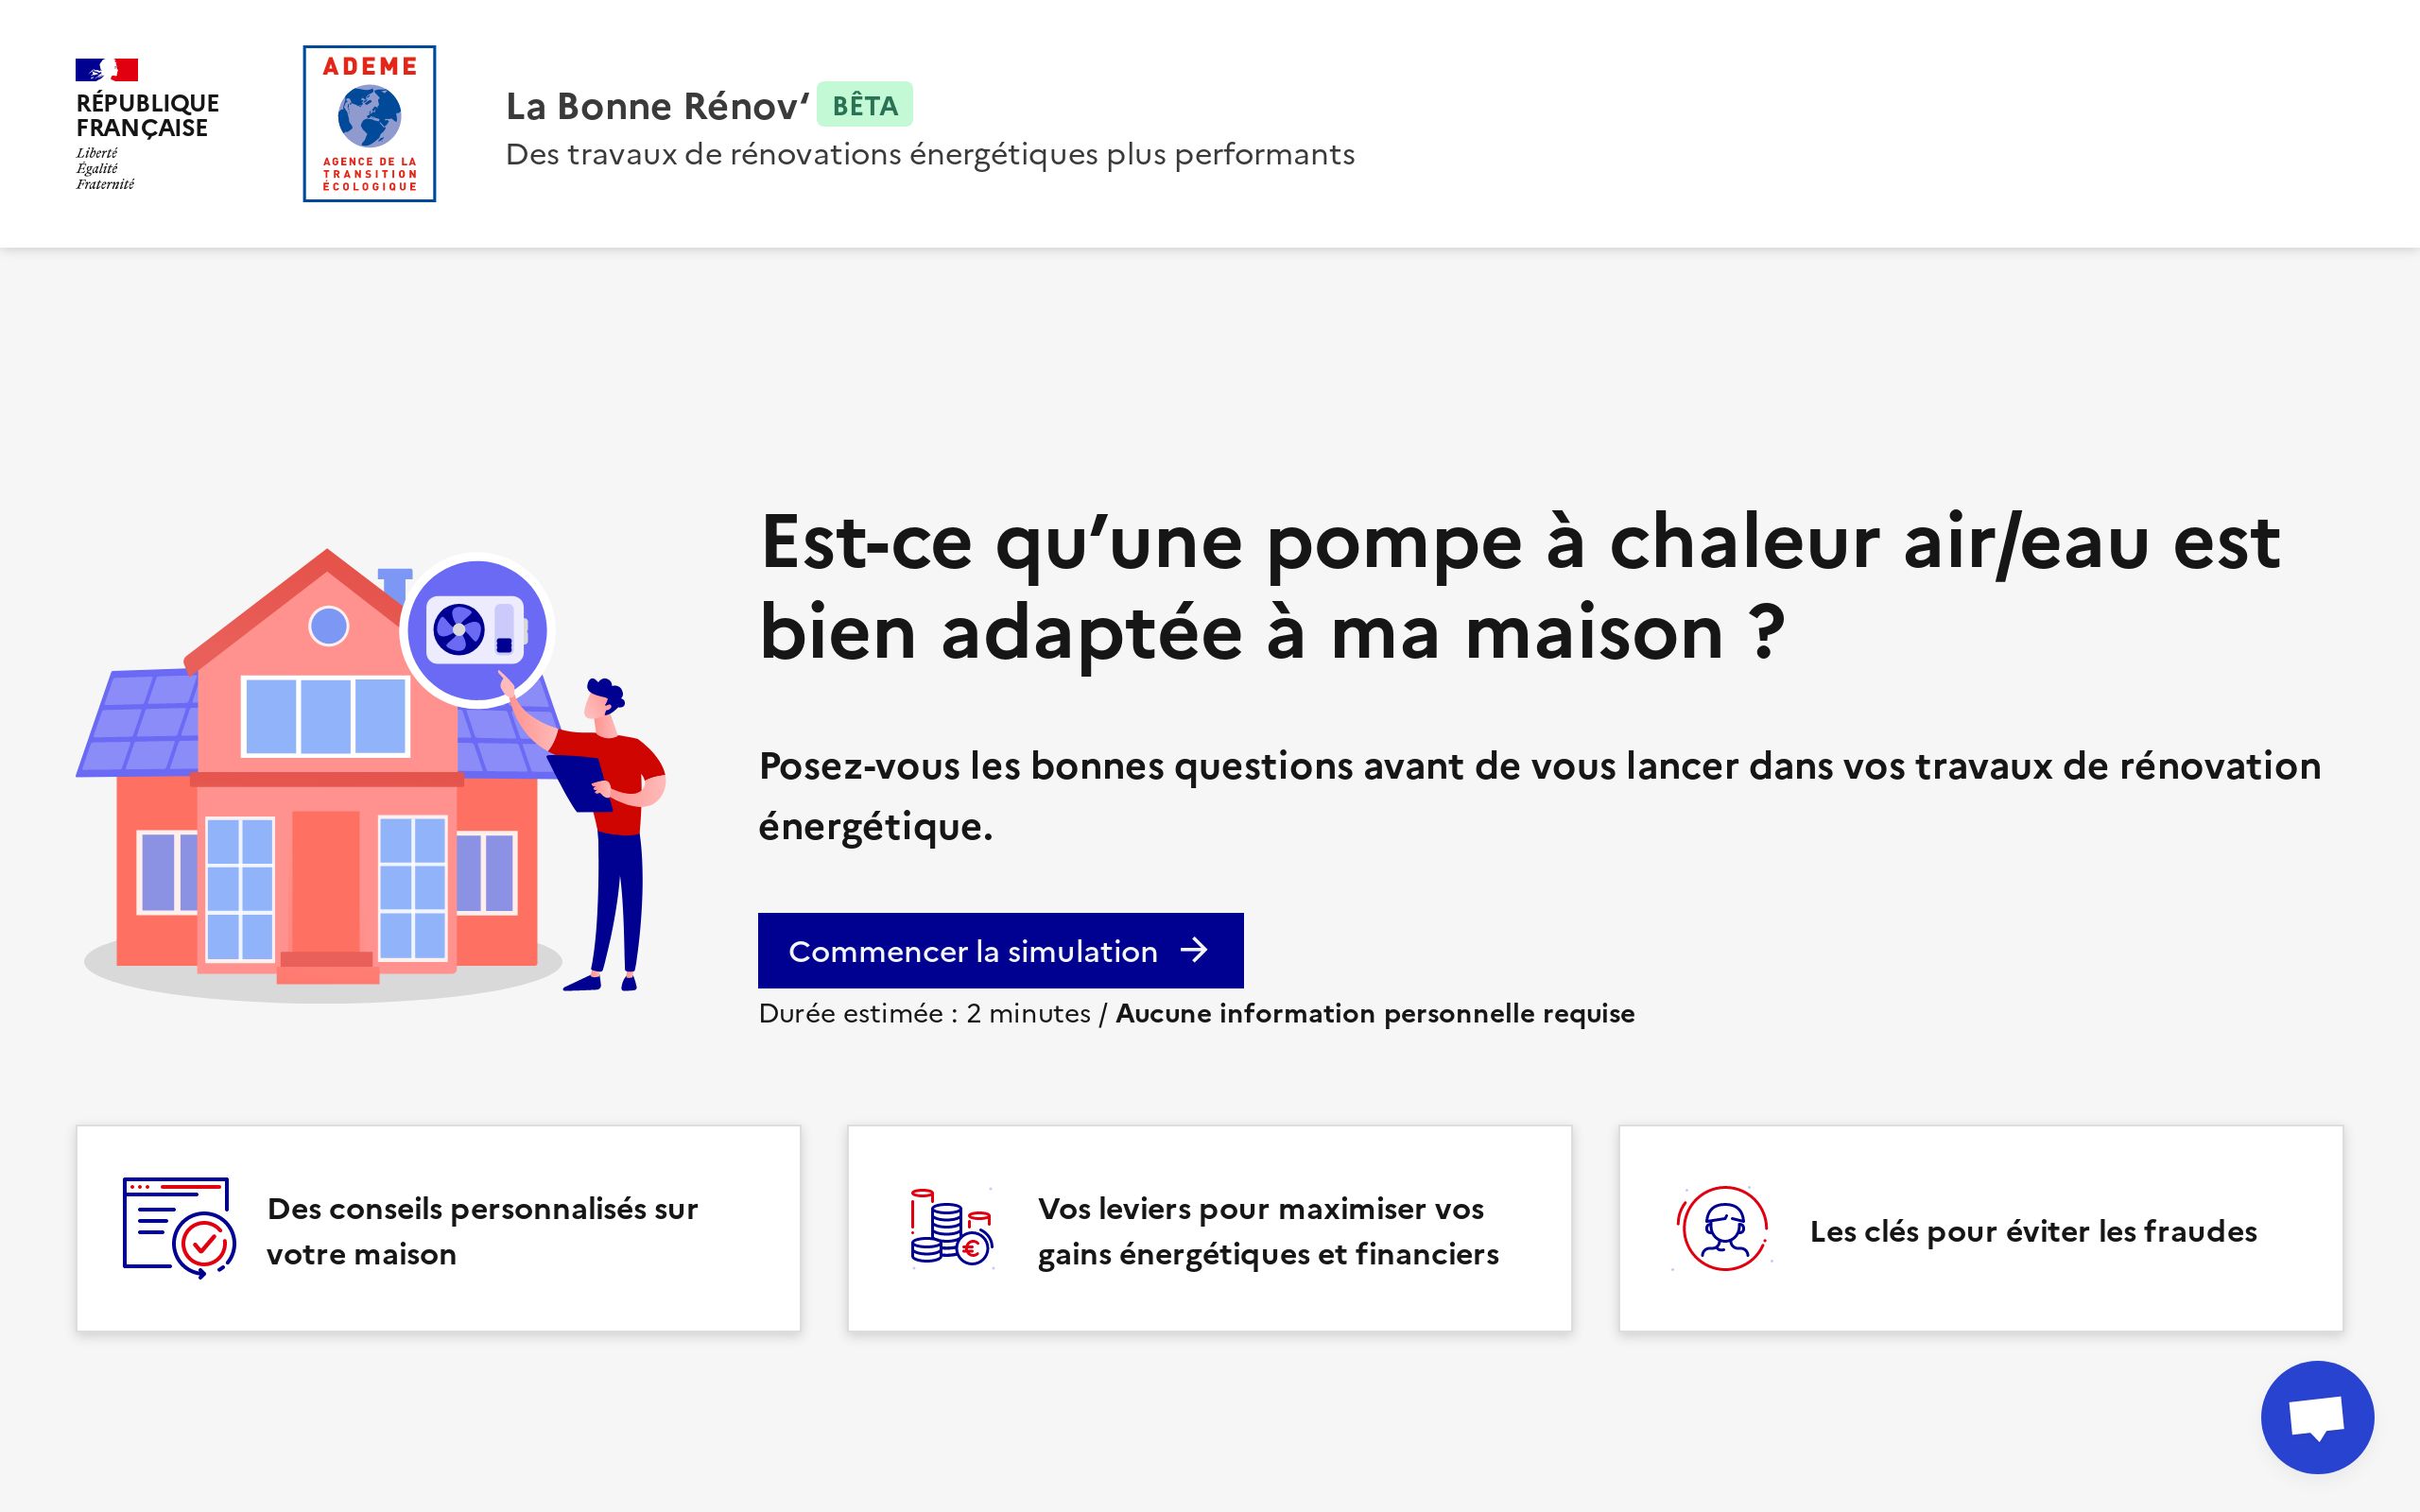 RÉPUBLIQUE
FRANÇAISE
Liberté
Égalité
Fraternité
ADEME
AGENCE DE LA
TRANSITION
ÉCOLOGIQUE
La Bonne Rénov‘ BÊTA
Des travaux de rénovations énergétiques plus performants
Est-ce qu’une pompe à chaleur air/eau est
bien adaptée à ma maison ?
Posez-vous les bonnes questions avant de vous lancer dans vos travaux de rénovation
énergétique.
Commencer la simulation →
Durée estimée : 2 minutes / Aucune information personnelle requise
Des conseils personnalisés sur
votre maison
Vos leviers pour maximiser vos
gains énergétiques et financiers
Les clés pour éviter les fraudes